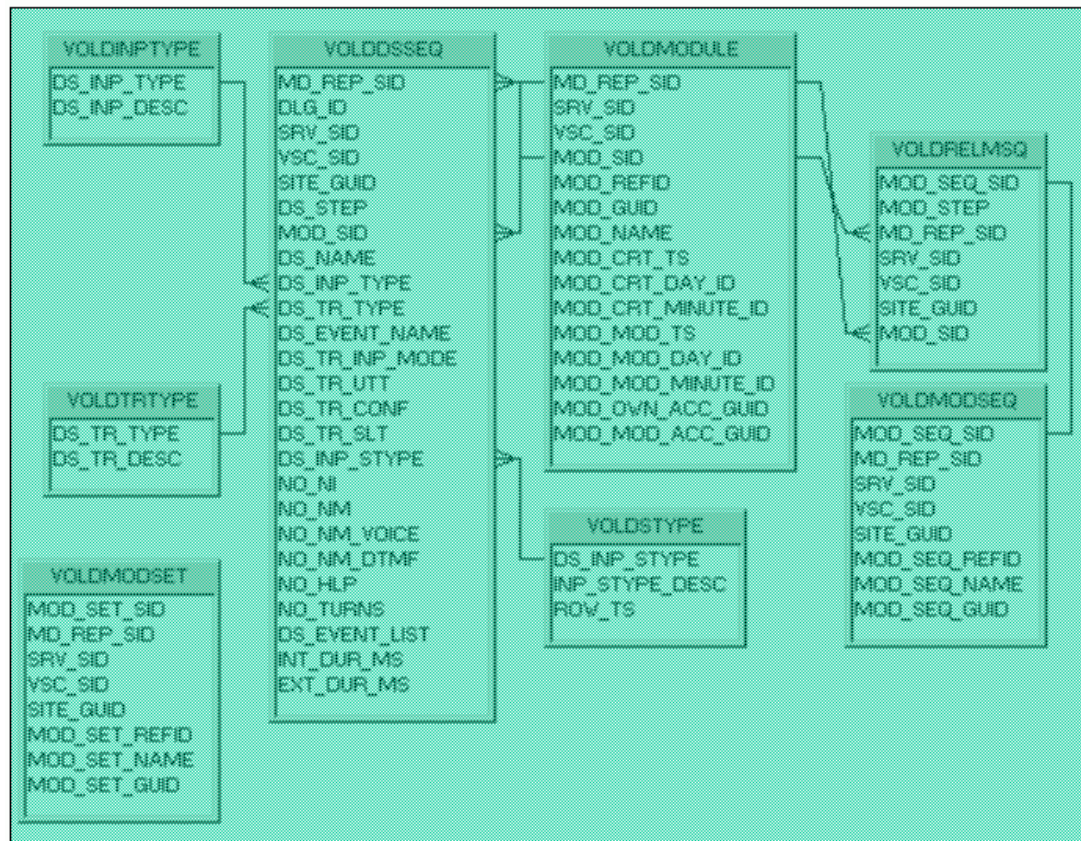 VOLDINPTYPE
DS_INP_TYPE
DS_INP_DESC
VOLDTRTYPE
DS_TR_TYPE
DS_TR_DESC
VOLDMODSET
MOD_SET_SID
MD_REP_SID
SRV_SID
VSC_SID
SITE_GUID
MOD_SET_REFID
MOD_SET_NAME
MOD_SET_GUID
VOLDDSSEQ
MD_REP_SID
DLG_ID
SRV_SID
VSC_SID
SITE_GUID
DS_STEP
MOD_SID
DS_NAME
DS_INP_TYPE
DS_TR_TYPE
DS_EVENT_NAME
DS_TR_INP_MODE
DS_TR_UTT
DS_TR_CONF
DS_TR_SLT
DS_INP_STYPE
NO_NI
NO_NM
NO_NM_VOICE
NO_NM_DTMF
NO_HLP
NO_TURNS
DS_EVENT_LIST
INT_DUR_MS
EXT_DUR_MS
VOLDMODULE
MD_REP_SID
SRV_SID
VSC_SID
MOD_SID
MOD_REFID
MOD_GUID
MOD_NAME
MOD_CRT_TS
MOD_CRT_DAY_ID
MOD_CRT_MINUTE_ID
MOD_MOD_TS
MOD_MOD_DAY_ID
MOD_MOD_MINUTE_ID
MOD_OWN_ACC_GUID
MOD_MOD_ACC_GUID
VOLDSTYPE
DS_INP_STYPE
INP_STYPE_DESC
ROW_TS
VOLDRELMSQ
MOD_SEQ_SID
MOD_STEP
MD_REP_SID
SRV_SID
VSC_SID
SITE_GUID
MOD_SID
VOLDMODSEQ
MOD_SEQ_SID
MD_REP_SID
SRV_SID
VSC_SID
SITE_GUID
MOD_SEQ_REFID
MOD_SEQ_NAME
MOD_SEQ_GUID